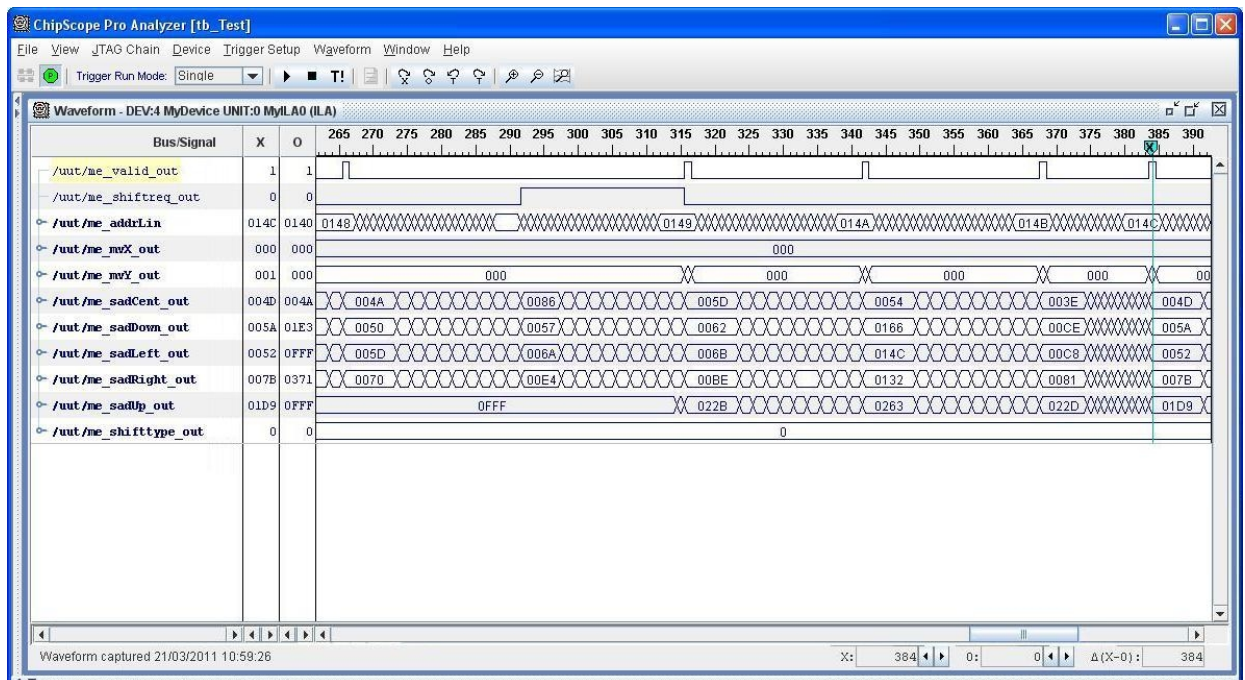 ChipScope Pro Analyzer [tb_Test]
File View JTAG Chain Device Trigger Setup Waveform Window Help
Trigger Run Mode: Single T!
Waveform - DEV:4 MyDevice UNIT:0 MyILA0 (ILA)
Bus/Signal X O 265 270 275 280 285 290 295 300 305 310 315 320 325 330 335 340 345 350 355 360 365 370 375 380 385 390
X
/uut/me_valid_out 1 1
/uut/me_shiftreq_out 0 0
/uut/me_addrLin 014C 0140 0148 0149 014A 014B 014C
/uut/me_mvX_out 000 000 000
/uut/me_mvY_out 001 000 000 000 000 000 00
/uut/me_sadCent_out 004D 004A 004A 0086 005D 0054 003E 004D
/uut/me_sadDown_out 005A 01E3 0050 0057 0062 0166 00CE 005A
/uut/me_sadLeft_out 0052 0FFF 005D 006A 006B 014C 00C8 0052
/uut/me_sadRight_out 007B 0371 0070 00E4 00BE 0132 0081 007B
/uut/me_sadUp_out 01D9 0FFF 0FFF 022B 0263 022D 01D9
/uut/me_shifttype_out 0 0 0
Waveform captured 21/03/2011 10:59:26 X: 384 O: 0 Δ(X-O): 384